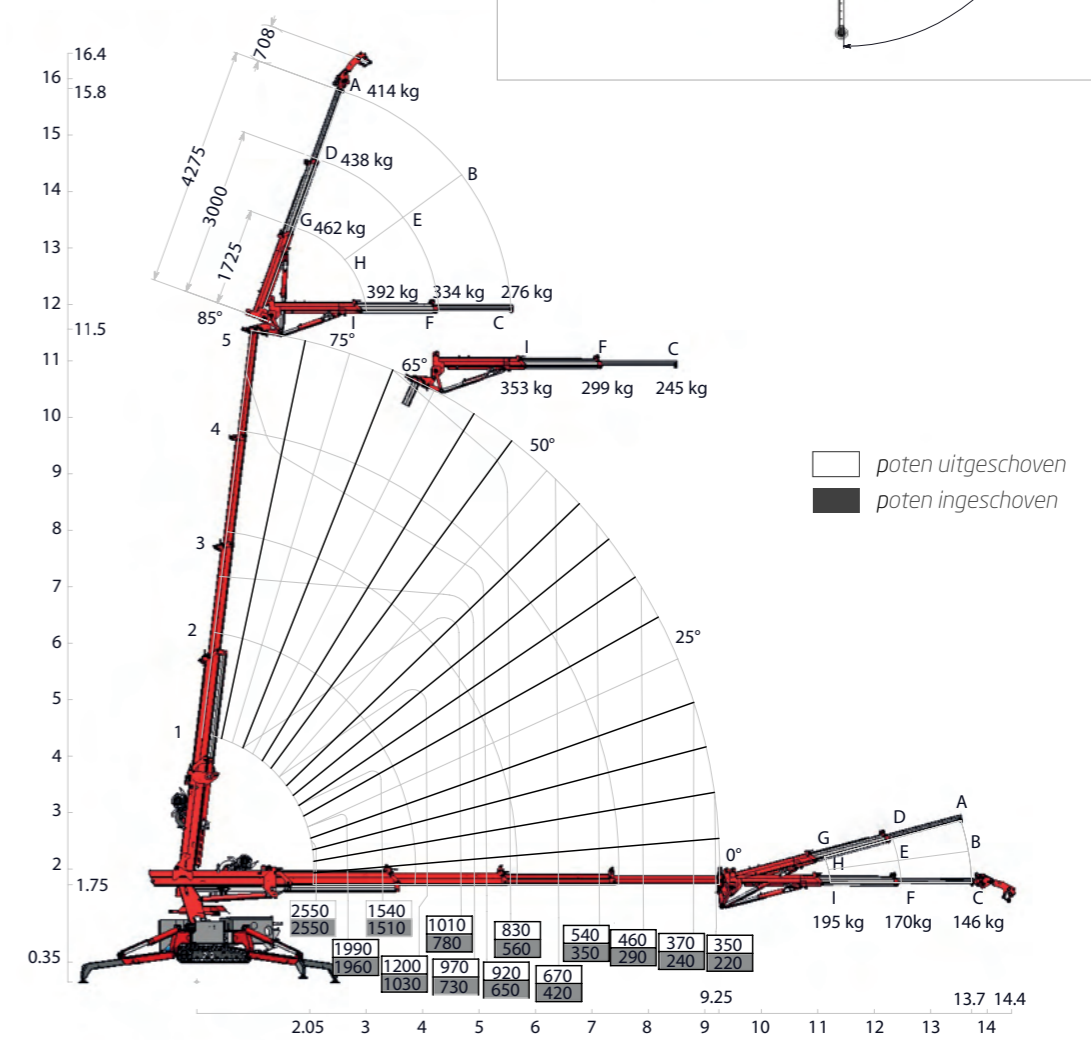 16.4
708
16
15.8
A 414 kg
15
D 438 kg
4275
B
14
3000
G 462 kg
E
13
1725
H
392 kg 334 kg 276 kg
12
85°
I F C
11.5
5
75°
I F C
11
65°
353 kg 299 kg 245 kg
10
4
50°
9
poten uitgeschoven
poten ingeschoven
8
3
7
2
6
25°
5
1
4
A
3
D
G
B
E
0°
H
2
1.75
I F C
195 kg 170kg 146 kg
2550 1540
2550 1510
1010 830 540 460 370 350
780 560 350 290 240 220
1990
1960
1200 970 920 670
1030 730 650 420
0.35
9.25 13.7 14.4
2.05 3 4 5 6 7 8 9 10 11 12 13 14